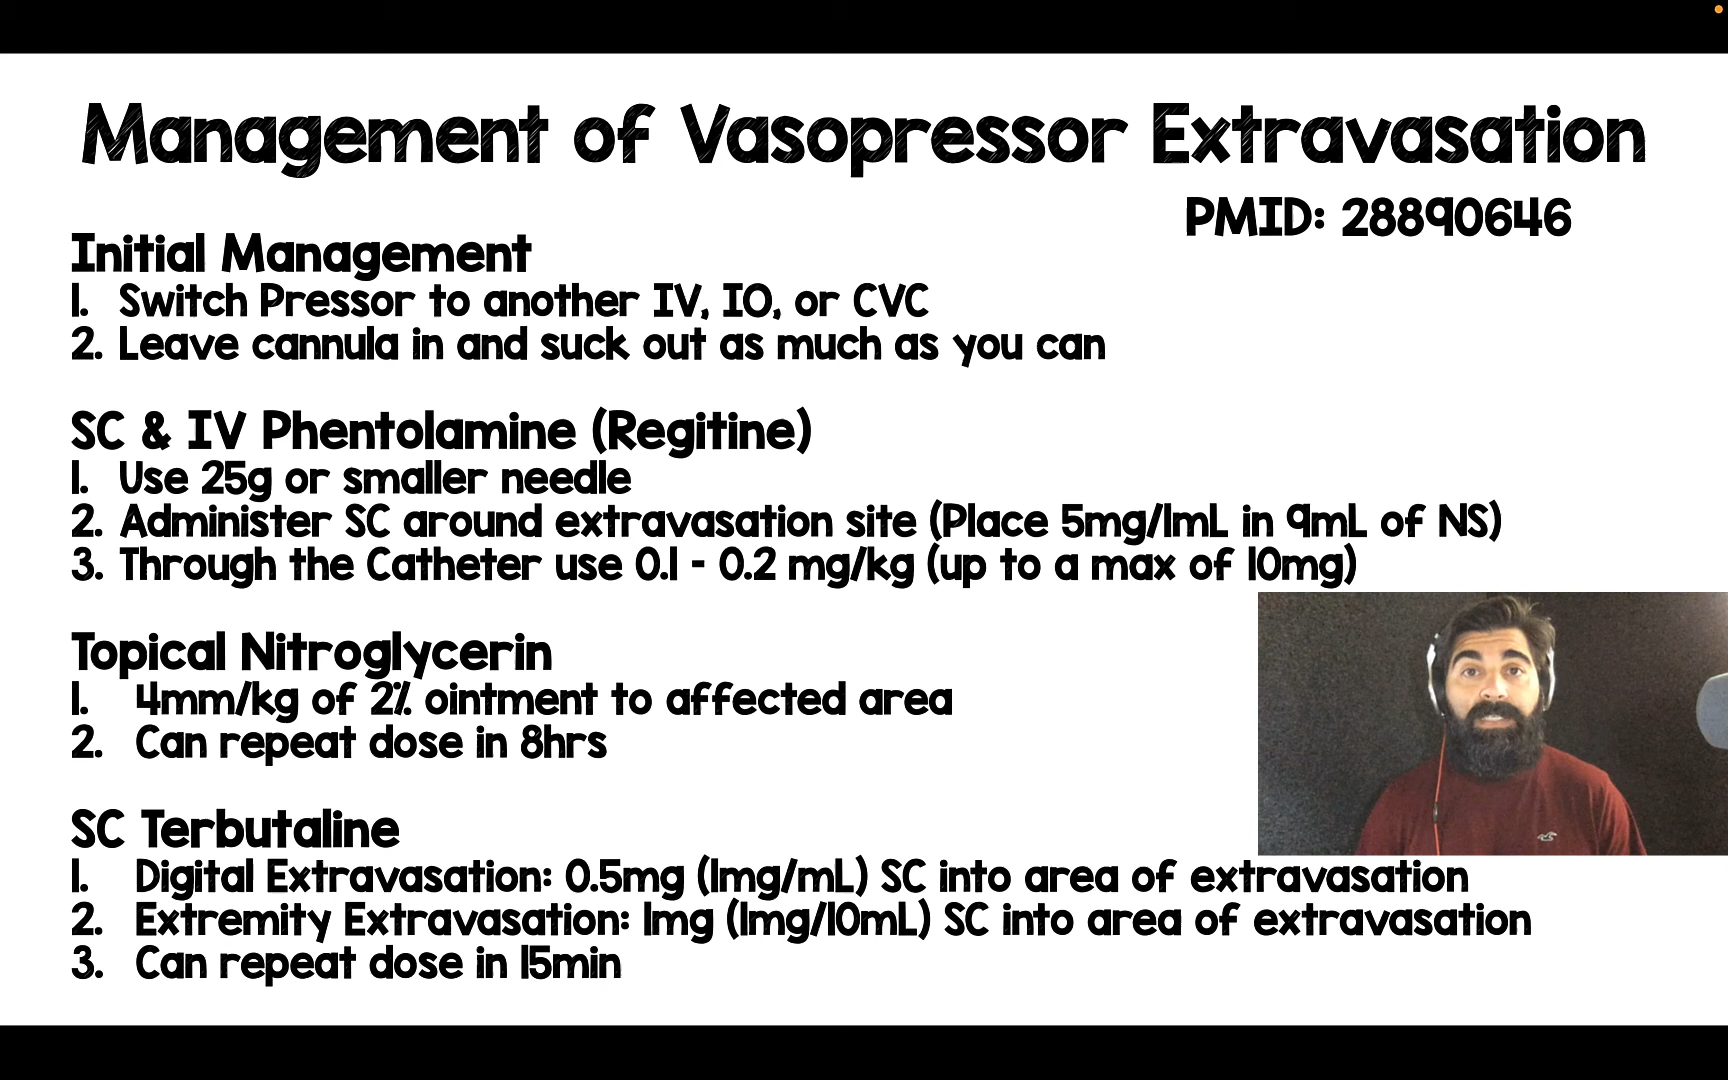 Management of Vasopressor Extravasation
PMID: 28890646
Initial Management
1. Switch Pressor to another IV, IO, or CVC
2. Leave cannula in and suck out as much as you can
SC & IV Phentolamine (Regitine)
1. Use 25g or smaller needle
2. Administer SC around extravasation site (Place 5mg/1mL in 9mL of NS)
3. Through the Catheter use 0.1 - 0.2 mg/kg (up to a max of 10mg)
Topical Nitroglycerin
1. 4mm/kg of 2% ointment to affected area
2. Can repeat dose in 8hrs
SC Terbutaline
1. Digital Extravasation: 0.5mg (1mg/mL) SC into area of extravasation
2. Extremity Extravasation: 1mg (1mg/10mL) SC into area of extravasation
3. Can repeat dose in 15min